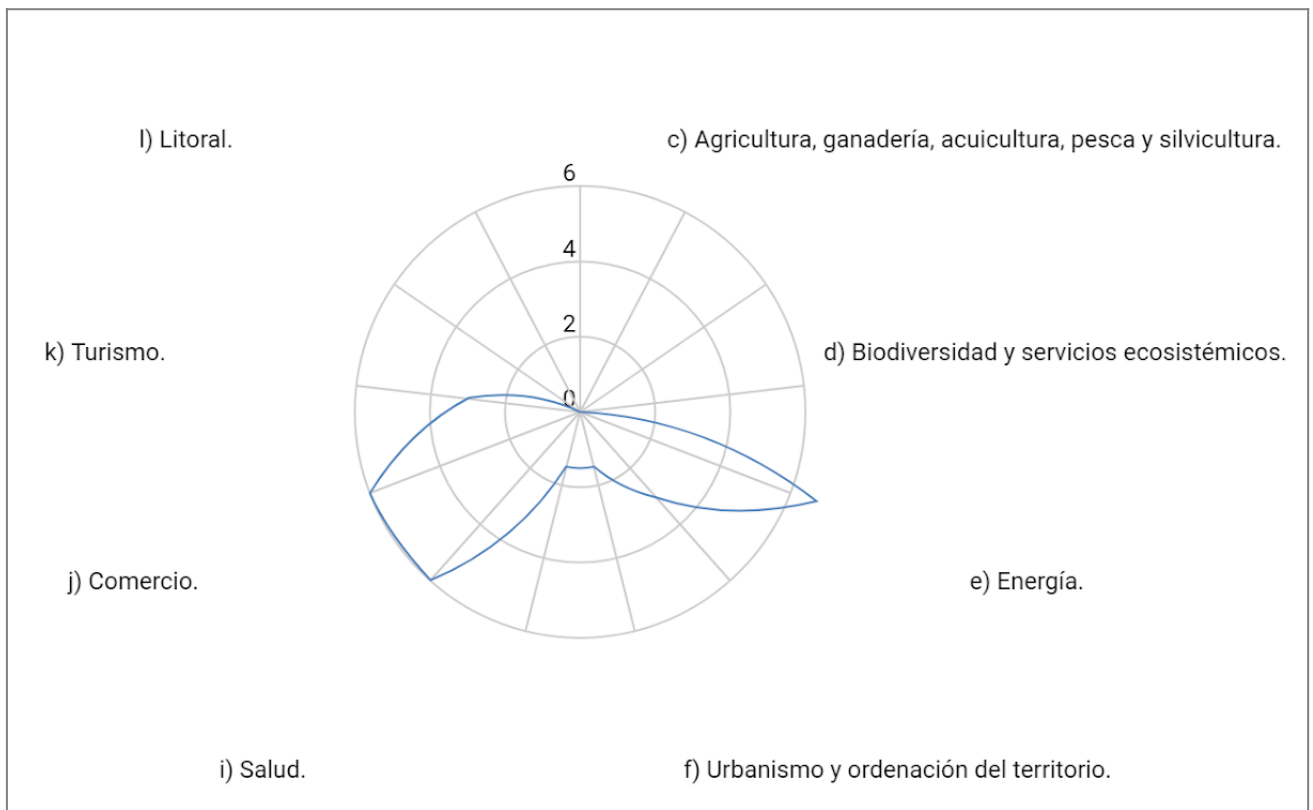 l) Litoral.
c) Agricultura, ganadería, acuicultura, pesca y silvicultura.
6
4
2
k) Turismo.
d) Biodiversidad y servicios ecosistémicos.
0
j) Comercio.
e) Energía.
i) Salud.
f) Urbanismo y ordenación del territorio.